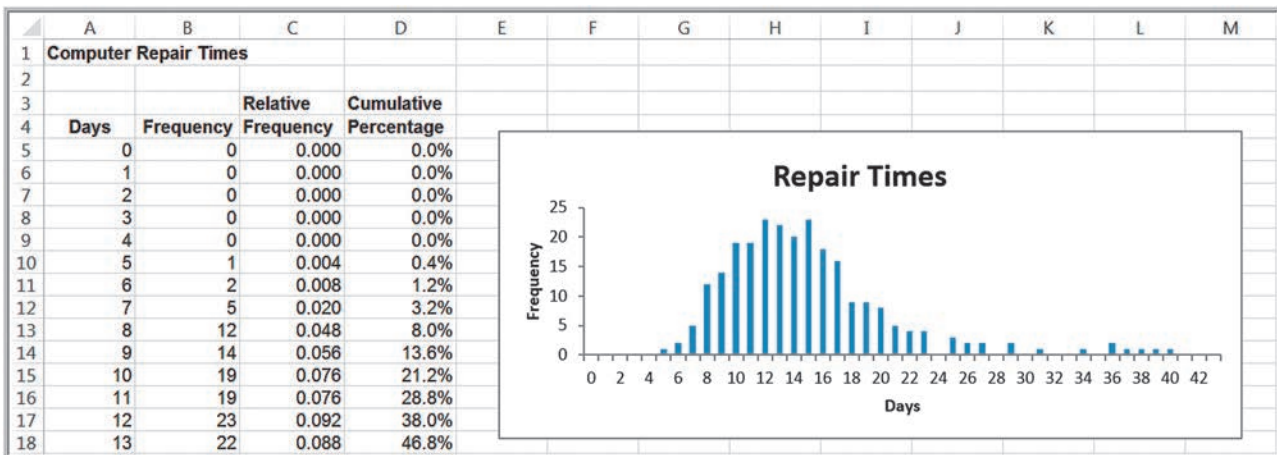 A B C D E F G H I J K L M
1 Computer Repair Times
2
3 Relative Cumulative
4 Days Frequency Frequency Percentage
5 0 0 0.000 0.0%
6 1 0 0.000 0.0%
7 2 0 0.000 0.0%
8 3 0 0.000 0.0%
9 4 0 0.000 0.0%
10 5 1 0.004 0.4%
11 6 2 0.008 1.2%
12 7 5 0.020 3.2%
13 8 12 0.048 8.0%
14 9 14 0.056 13.6%
15 10 19 0.076 21.2%
16 11 19 0.076 28.8%
17 12 23 0.092 38.0%
18 13 22 0.088 46.8%
Repair Times
Frequency
25
20
15
10
5
0
0 2 4 6 8 10 12 14 16 18 20 22 24 26 28 30 32 34 36 38 40 42
Days